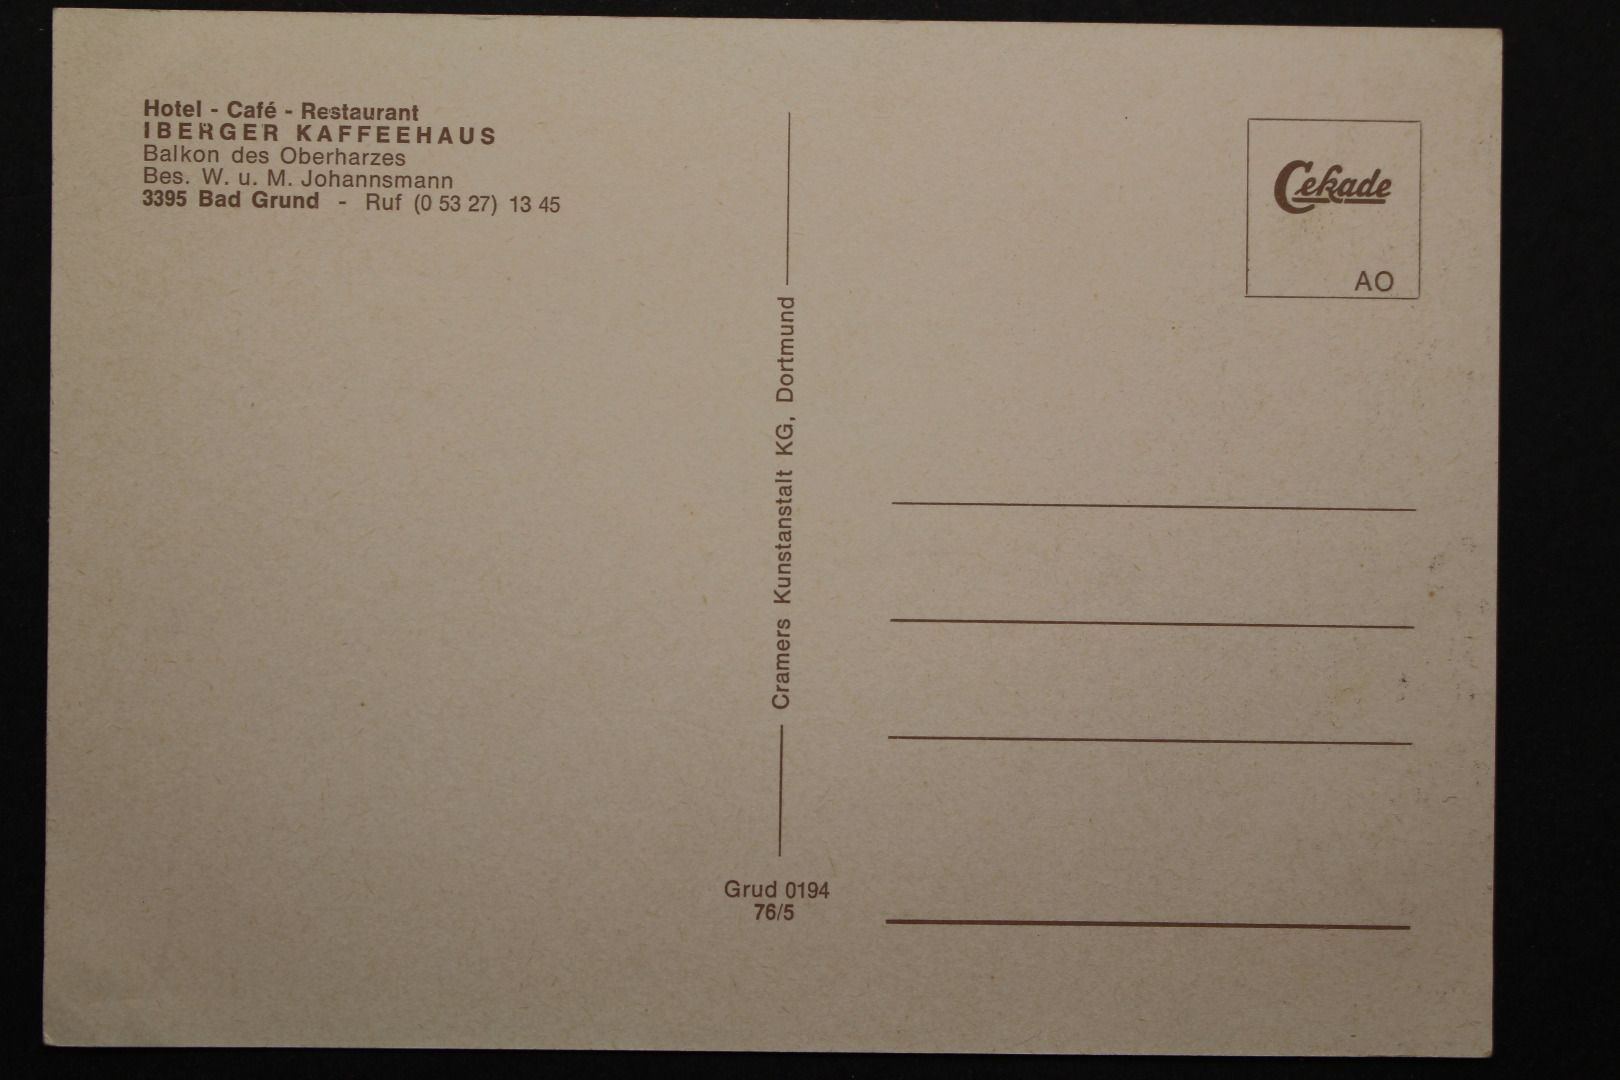 Hotel - Café - Restaurant
IBERGER KAFFEEHAUS
Balkon des Oberharzes
Bes. W. u. M. Johannsmann
3395 Bad Grund - Ruf (0 53 27) 13 45
Cramers Kunstanstalt KG, Dortmund
Grud 0194
76/5
Cekade
AO